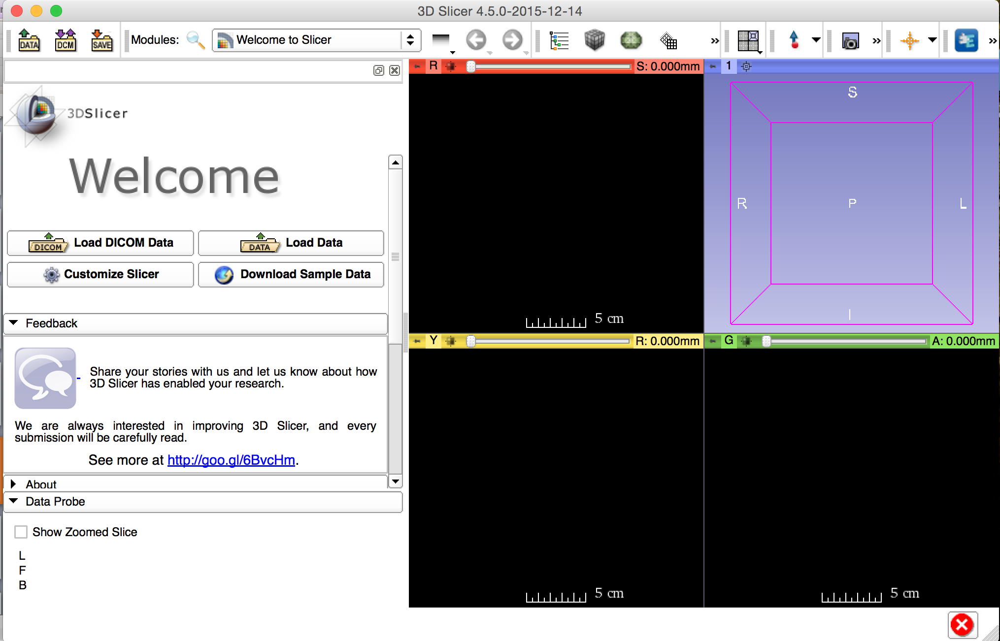 3D Slicer 4.5.0-2015-12-14
DATA
DCM
SAVE
Modules:
Welcome to Slicer
E
R
S: 0.000mm
1
3DSlicer
Welcome
DICOM
Load DICOM Data
DATA
Load Data
Customize Slicer
Download Sample Data
Feedback
Share your stories with us and let us know about how
3D Slicer has enabled your research.
We are always interested in improving 3D Slicer, and every
submission will be carefully read.
See more at http://goo.gl/6BvcHm.
About
Data Probe
Show Zoomed Slice
L
F
B
5 cm
S
R
P
L
I
Y
R: 0.000mm
G
A: 0.000mm
5 cm
5 cm